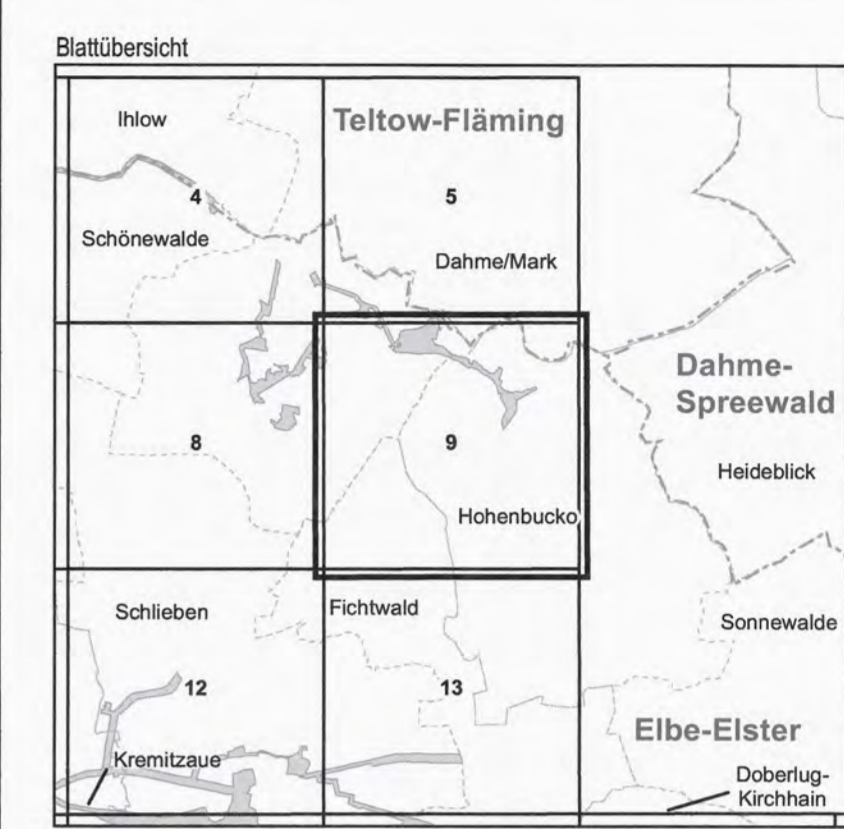 Blattübersicht
Ihlow
Teltow-Fläming
4
5
Schönewalde
Dahme/Mark
Dahme-
Spreewald
8
9
Heideblick
Hohenbucko
Schlieben
Fichtwald
Sonnewalde
12
13
Elbe-Elster
Kremitzaue
Doberlug-
Kirchhain